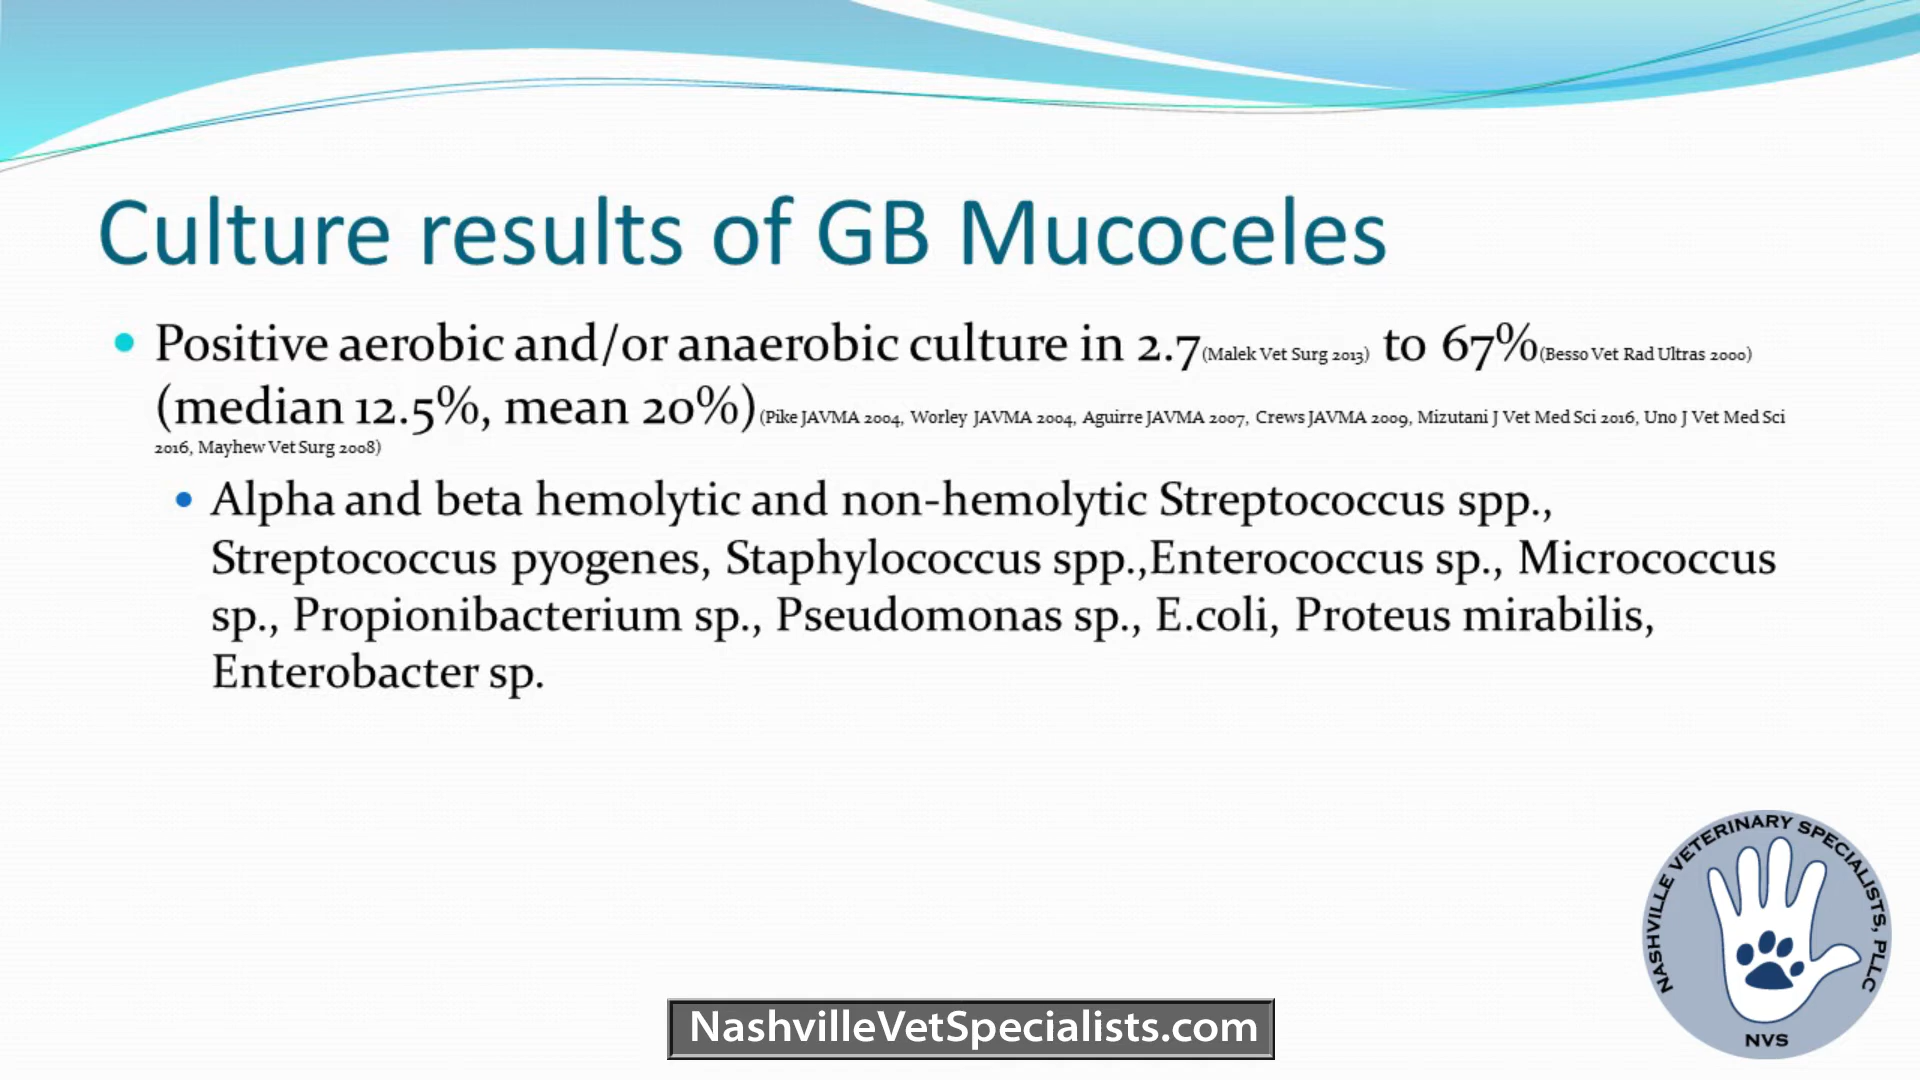 Culture results of GB Mucoceles
Positive aerobic and/or anaerobic culture in 2.7(Malek Vet Surg 2013) to 67%(Besso Vet Rad Ultras 2000)
(median 12.5%, mean 20%)(Pike JAVMA 2004, Worley JAVMA 2004, Aguirre JAVMA 2007, Crews JAVMA 2009, Mizutani J Vet Med Sci 2016, Uno J Vet Med Sci
2016, Mayhew Vet Surg 2008)
Alpha and beta hemolytic and non-hemolytic Streptococcus spp.,
Streptococcus pyogenes, Staphylococcus spp.,Enterococcus sp., Micrococcus
sp., Propionibacterium sp., Pseudomonas sp., E.coli, Proteus mirabilis,
Enterobacter sp.
NASHVILLE VETERINARY SPECIALISTS, PLLC
NVS
NashvilleVetSpecialists.com